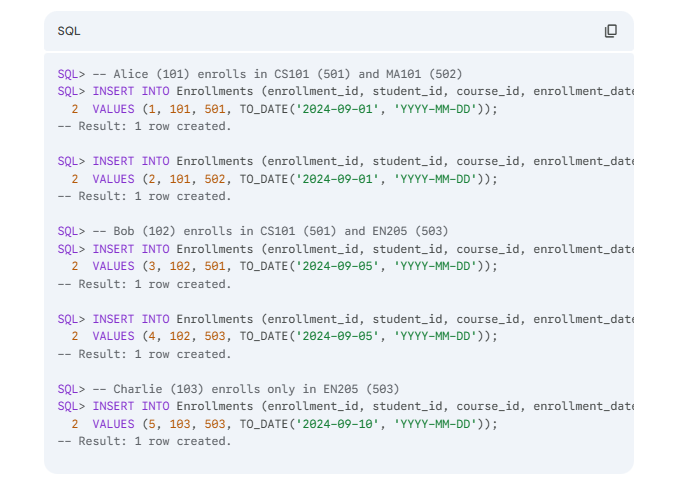 SQL
SQL> -- Alice (101) enrolls in CS101 (501) and MA101 (502)
SQL> INSERT INTO Enrollments (enrollment_id, student_id, course_id, enrollment_date
2 VALUES (1, 101, 501, TO_DATE('2024-09-01', 'YYYY-MM-DD'));
-- Result: 1 row created.
SQL> INSERT INTO Enrollments (enrollment_id, student_id, course_id, enrollment_date
2 VALUES (2, 101, 502, TO_DATE('2024-09-01', 'YYYY-MM-DD'));
-- Result: 1 row created.
SQL> -- Bob (102) enrolls in CS101 (501) and EN205 (503)
SQL> INSERT INTO Enrollments (enrollment_id, student_id, course_id, enrollment_date
2 VALUES (3, 102, 501, TO_DATE('2024-09-05', 'YYYY-MM-DD'));
-- Result: 1 row created.
SQL> INSERT INTO Enrollments (enrollment_id, student_id, course_id, enrollment_date
2 VALUES (4, 102, 503, TO_DATE('2024-09-05', 'YYYY-MM-DD'));
-- Result: 1 row created.
SQL> -- Charlie (103) enrolls only in EN205 (503)
SQL> INSERT INTO Enrollments (enrollment_id, student_id, course_id, enrollment_date
2 VALUES (5, 103, 503, TO_DATE('2024-09-10', 'YYYY-MM-DD'));
-- Result: 1 row created.